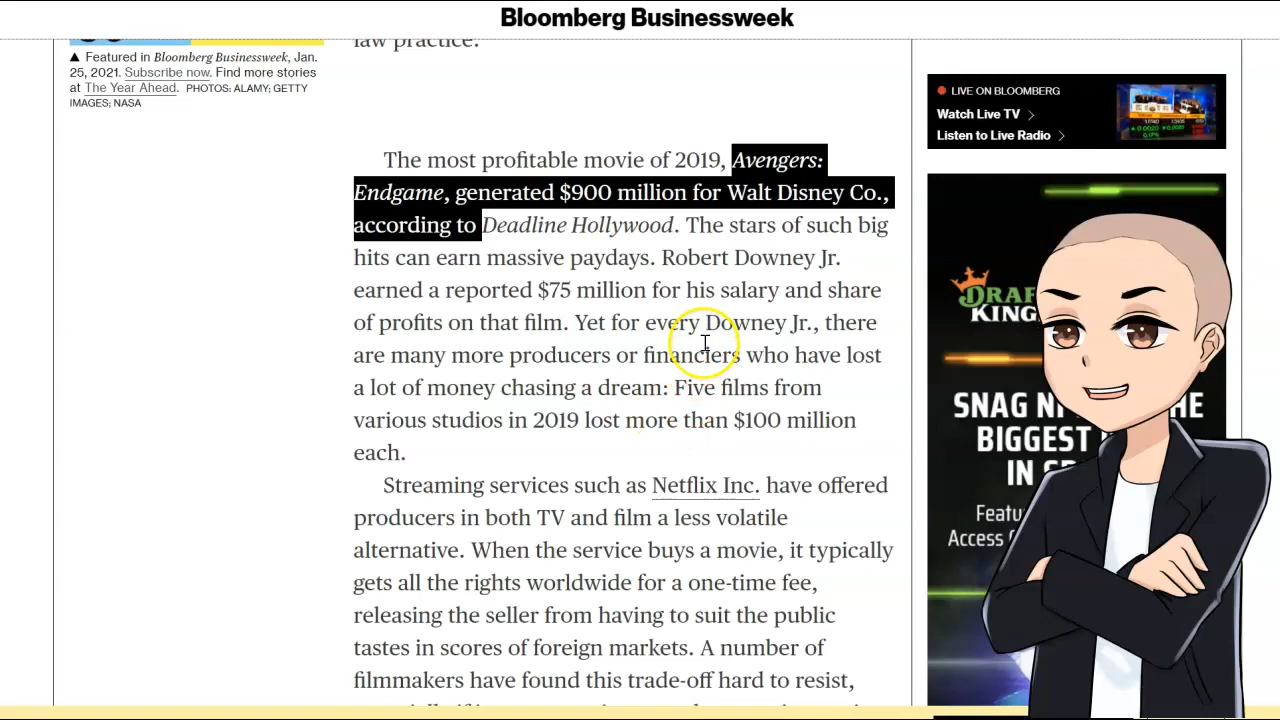 Bloomberg Businessweek
▲ Featured in Bloomberg Businessweek, Jan.
25, 2021. Subscribe now. Find more stories
at The Year Ahead. PHOTOS: ALAMY; GETTY
IMAGES; NASA
law practice.
The most profitable movie of 2019, Avengers:
Endgame, generated $900 million for Walt Disney Co.,
according to Deadline Hollywood. The stars of such big
hits can earn massive paydays. Robert Downey Jr.
earned a reported $75 million for his salary and share
of profits on that film. Yet for every Downey Jr., there
are many more producers or financiers who have lost
a lot of money chasing a dream: Five films from
various studios in 2019 lost more than $100 million
each.
Streaming services such as Netflix Inc. have offered
producers in both TV and film a less volatile
alternative. When the service buys a movie, it typically
gets all the rights worldwide for a one-time fee,
releasing the seller from having to suit the public
tastes in scores of foreign markets. A number of
filmmakers have found this trade-off hard to resist,
LIVE ON BLOOMBERG
Watch Live TV >
Listen to Live Radio >
DRAF
KING
SNAG NF HE
BIGGEST
IN S
Featu
Access